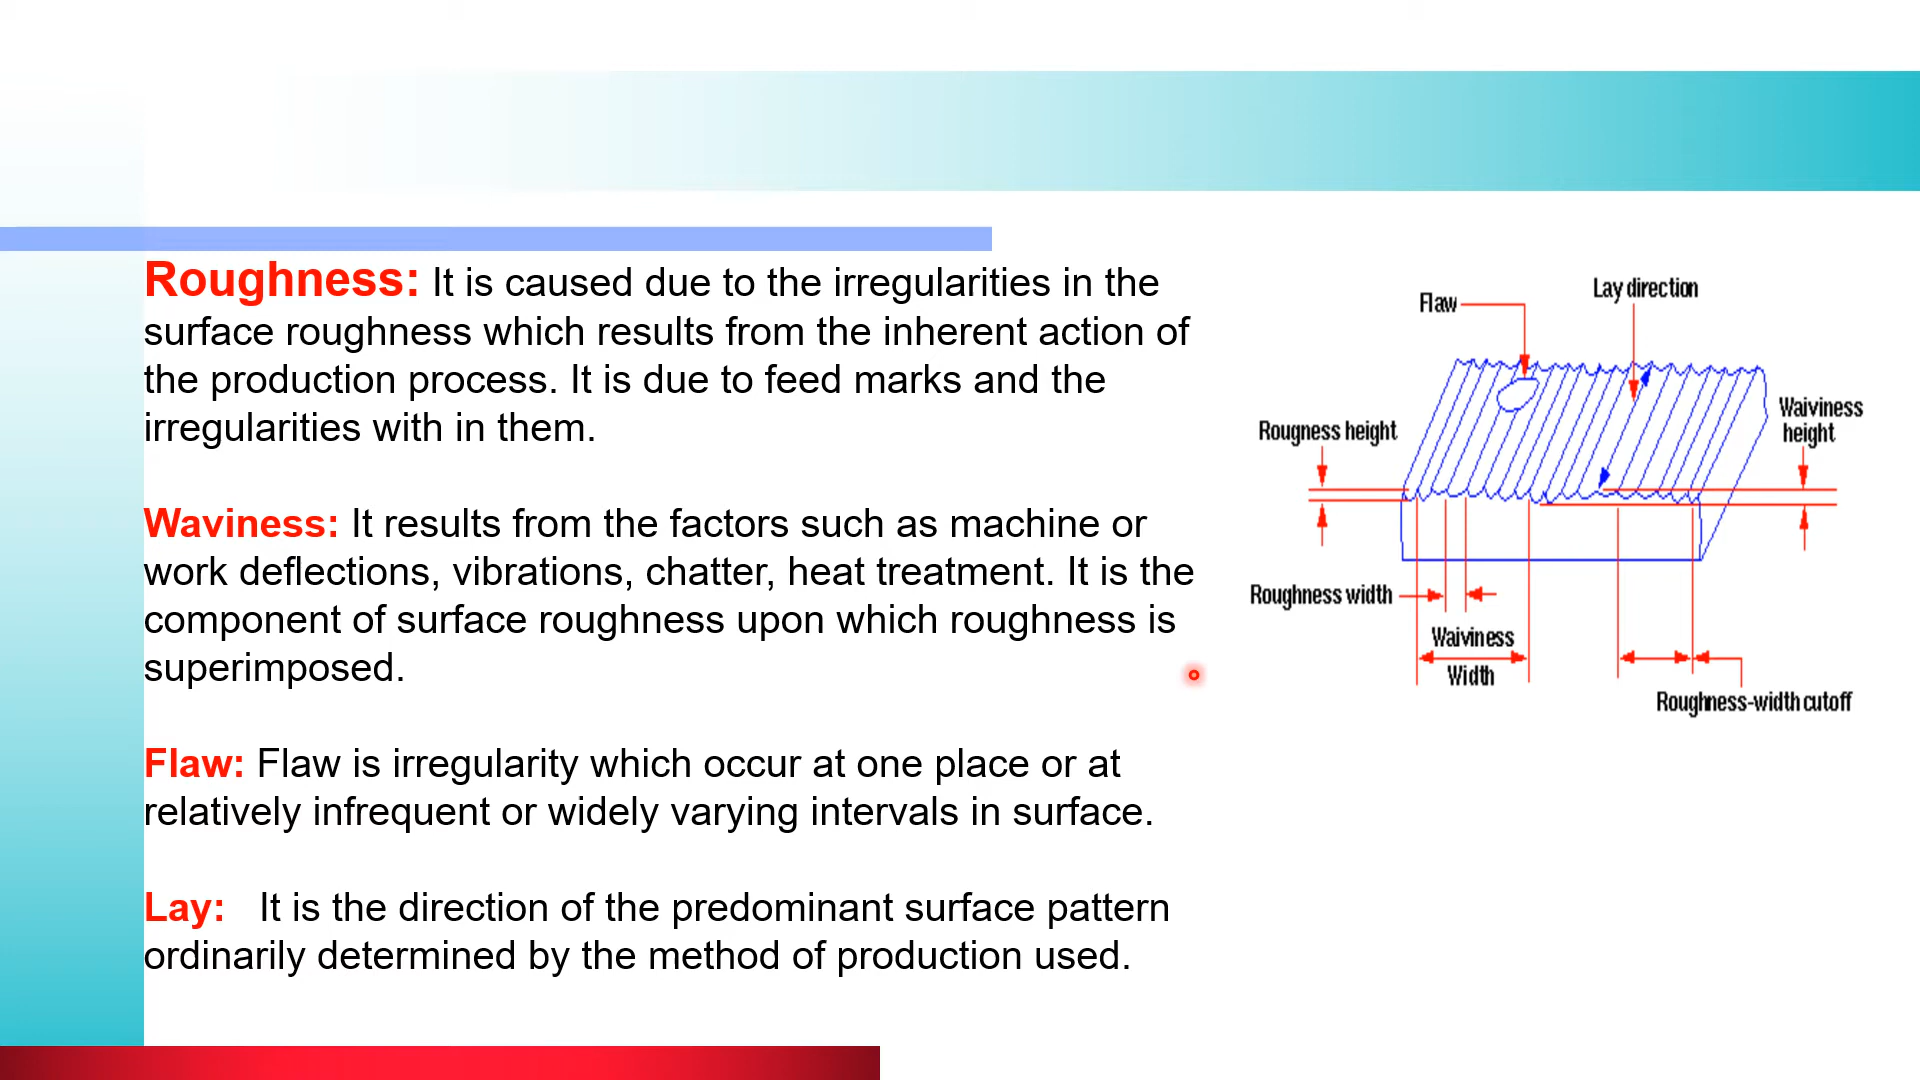 Roughness: It is caused due to the irregularities in the
surface roughness which results from the inherent action of
the production process. It is due to feed marks and the
irregularities with in them.
Waviness: It results from the factors such as machine or
work deflections, vibrations, chatter, heat treatment. It is the
component of surface roughness upon which roughness is
superimposed.
Flaw: Flaw is irregularity which occur at one place or at
relatively infrequent or widely varying intervals in surface.
Lay: It is the direction of the predominant surface pattern
ordinarily determined by the method of production used.
Flaw
Lay direction
Rougness height
Waiviness
height
Roughness width
Waiviness
Width
Roughness-width cutoff